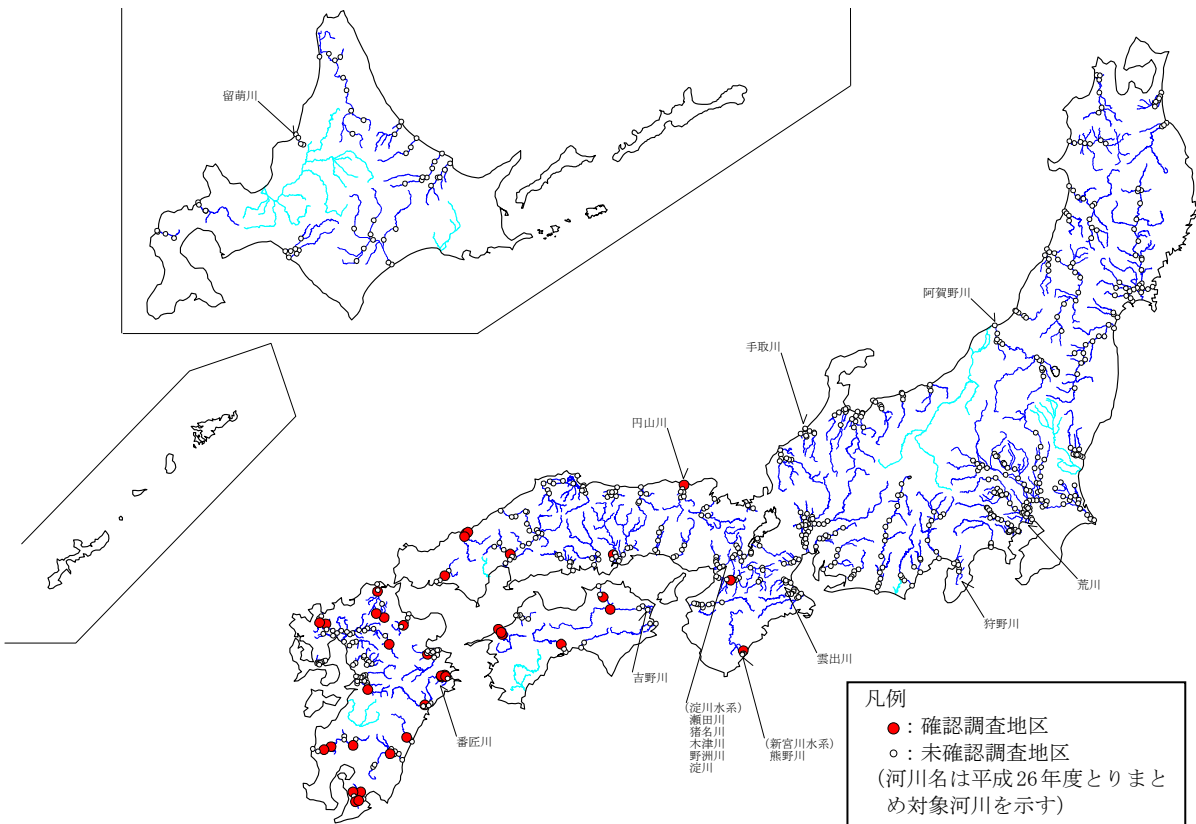 留萌川
阿賀野川
手取川
円山川
荒川
狩野川
雲出川
吉野川
(淀川水系)
瀬田川
猪名川
木津川
野洲川
淀川
(新宮川水系)
熊野川
番匠川
凡例
●:確認調査地区
○:未確認調査地区
(河川名は平成26年度とりまと
め対象河川を示す)